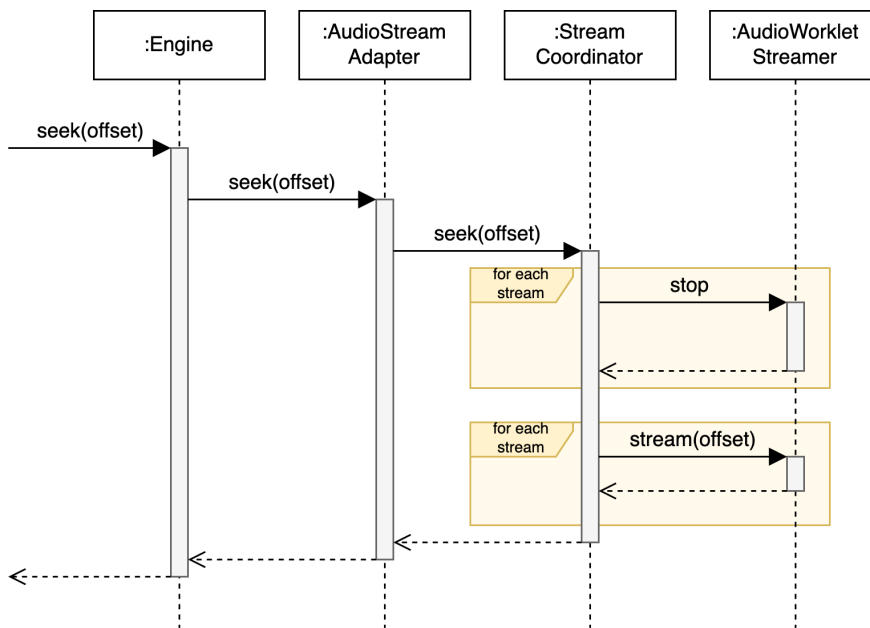 :Engine
:AudioStream
Adapter
:Stream
Coordinator
:AudioWorklet
Streamer
seek(offset)
seek(offset)
seek(offset)
for each
stream
stop
for each
stream
stream(offset)